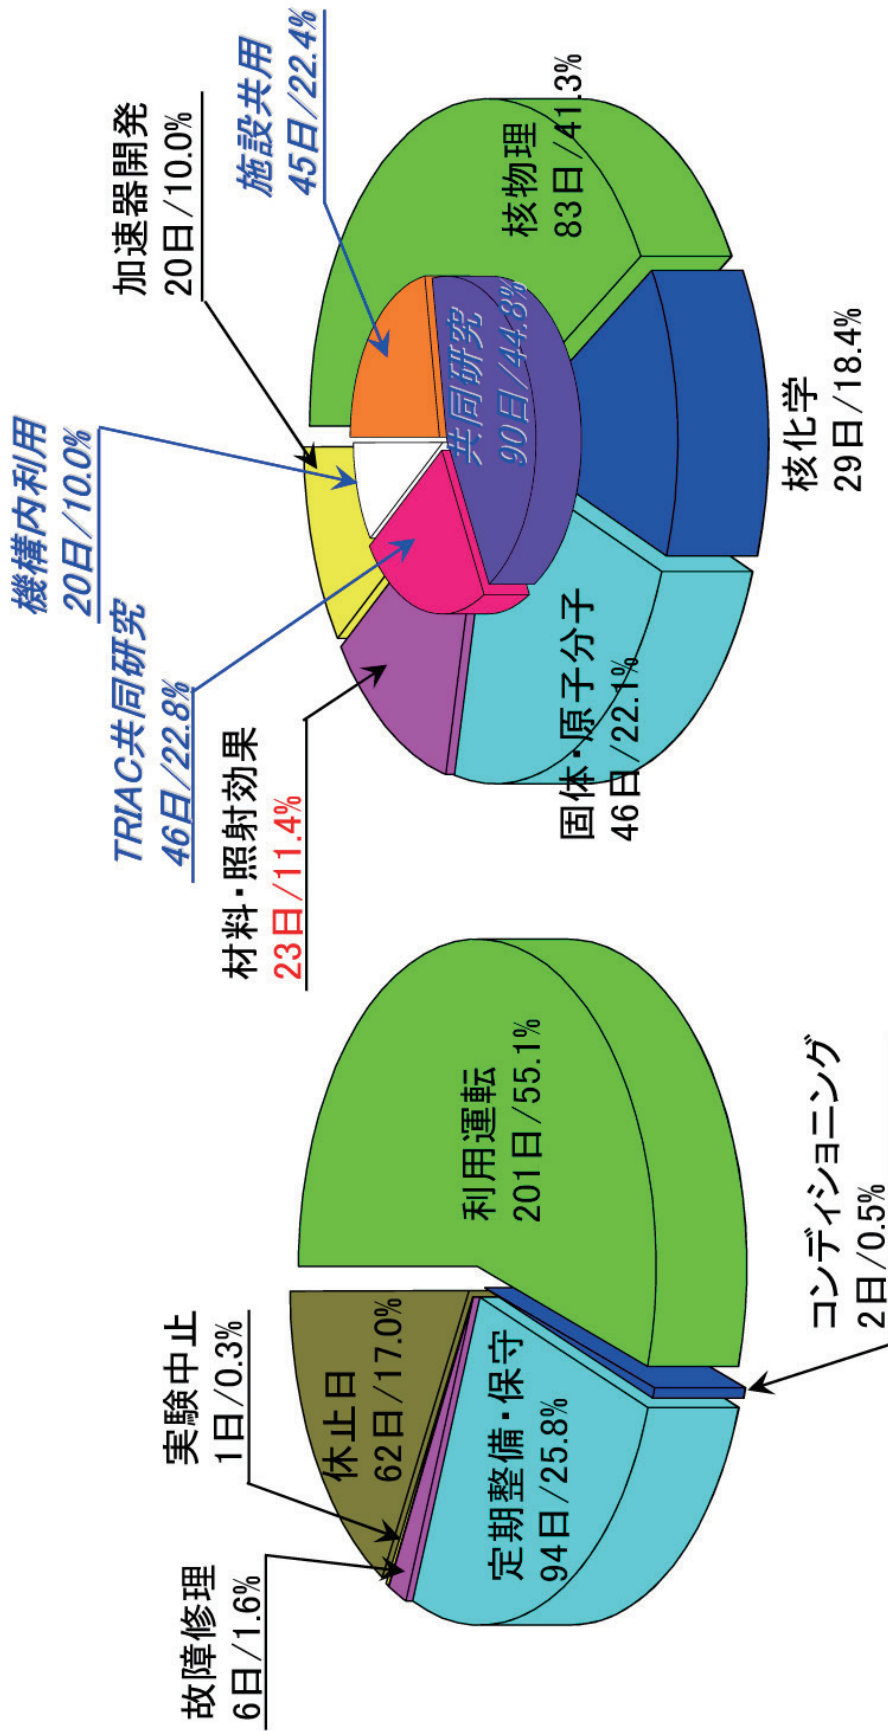 利用運転
201日/55.1%
コンディショニング
2日/0.5%
定期整備・保守
94日/25.8%
故障修理
6日/1.6%
実験中止
1日/0.3%
休止日
62日/17.0%
核物理
83日/41.3%
核化学
29日/18.4%
固体・原子分子
46日/22.1%
材料・照射効果
23日/11.4%
加速器開発
20日/10.0%
施設共用
45日/22.4%
共同研究
90日/44.8%
TRIAC共同研究
46日/22.8%
機構内利用
20日/10.0%